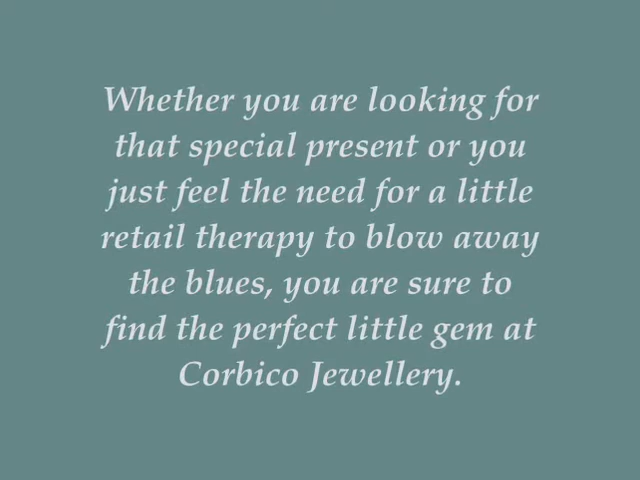 Whether you are looking for
that special present or you
just feel the need for a little
retail therapy to blow away
the blues, you are sure to
find the perfect little gem at
Corbico Jewellery.